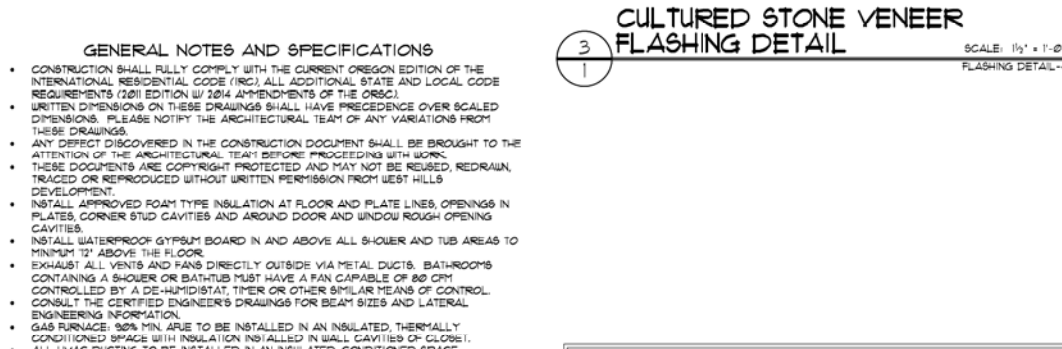 GENERAL NOTES AND SPECIFICATIONS
• CONSTRUCTION SHALL FULLY COMPLY WITH THE CURRENT OREGON EDITION OF THE
INTERNATIONAL RESIDENTIAL CODE (IRC), ALL ADDITIONAL STATE AND LOCAL CODE
REQUIREMENTS (2011 EDITION W/ 2014 AMMENDMENTS OF THE ORSC).
• WRITTEN DIMENSIONS ON THESE DRAWINGS SHALL HAVE PRECEDENCE OVER SCALED
DIMENSIONS. PLEASE NOTIFY THE ARCHITECTURAL TEAM OF ANY VARIATIONS FROM
THESE DRAWINGS.
• ANY DEFECT DISCOVERED IN THE CONSTRUCTION DOCUMENT SHALL BE BROUGHT TO THE
ATTENTION OF THE ARCHITECTURAL TEAM BEFORE PROCEEDING WITH WORK.
• THESE DOCUMENTS ARE COPYRIGHT PROTECTED AND MAY NOT BE REUSED, REDRAWN,
TRACED OR REPRODUCED WITHOUT WRITTEN PERMISSION FROM WEST HILLS
DEVELOPMENT.
• INSTALL APPROVED FOAM TYPE INSULATION AT FLOOR AND PLATE LINES, OPENINGS IN
PLATES, CORNER STUD CAVITIES AND AROUND DOOR AND WINDOW ROUGH OPENING
CAVITIES.
• INSTALL WATERPROOF GYPSUM BOARD IN AND ABOVE ALL SHOWER AND TUB AREAS TO
MINIMUM 72" ABOVE THE FLOOR.
• EXHAUST ALL VENTS AND FANS DIRECTLY OUTSIDE VIA METAL DUCTS. BATHROOMS
CONTAINING A SHOWER OR BATHTUB MUST HAVE A FAN CAPABLE OF 80 CFM
CONTROLLED BY A DE-HUMIDISTAT, TIMER OR OTHER SIMILAR MEANS OF CONTROL.
• CONSULT THE CERTIFIED ENGINEER'S DRAWINGS FOR BEAM SIZES AND LATERAL
ENGINEERING INFORMATION.
• GAS FURNACE: 90% MIN. AFUE TO BE INSTALLED IN AN INSULATED, THERMALLY
CONDITIONED SPACE WITH INSULATION INSTALLED IN WALL CAVITIES OF CLOSET.
• ALL HVAC DUCTING TO BE INSTALLED IN AN INSULATED, CONDITIONED SPACE
CULTURED STONE VENEER
3 FLASHING DETAIL
SCALE: 1½" = 1'-0
1
FLASHING DETAIL-